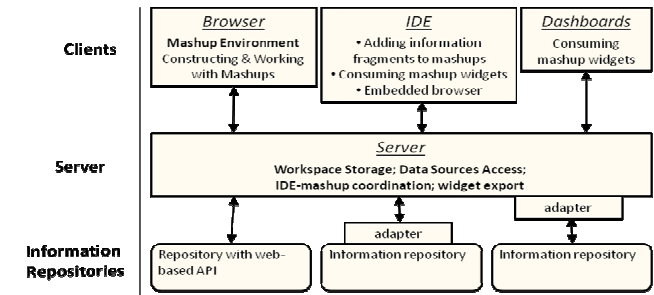 Clients
Browser
Mashup Environment
Constructing & Working
with Mashups
IDE
• Adding information
fragments to mashups
• Consuming mashup widgets
• Embedded browser
Dashboards
Consuming
mashup widgets
Server
Server
Workspace Storage; Data Sources Access;
IDE-mashup coordination; widget export
adapter
adapter
Information
Repositories
Repository with web-
based API
Information repository
Information repository